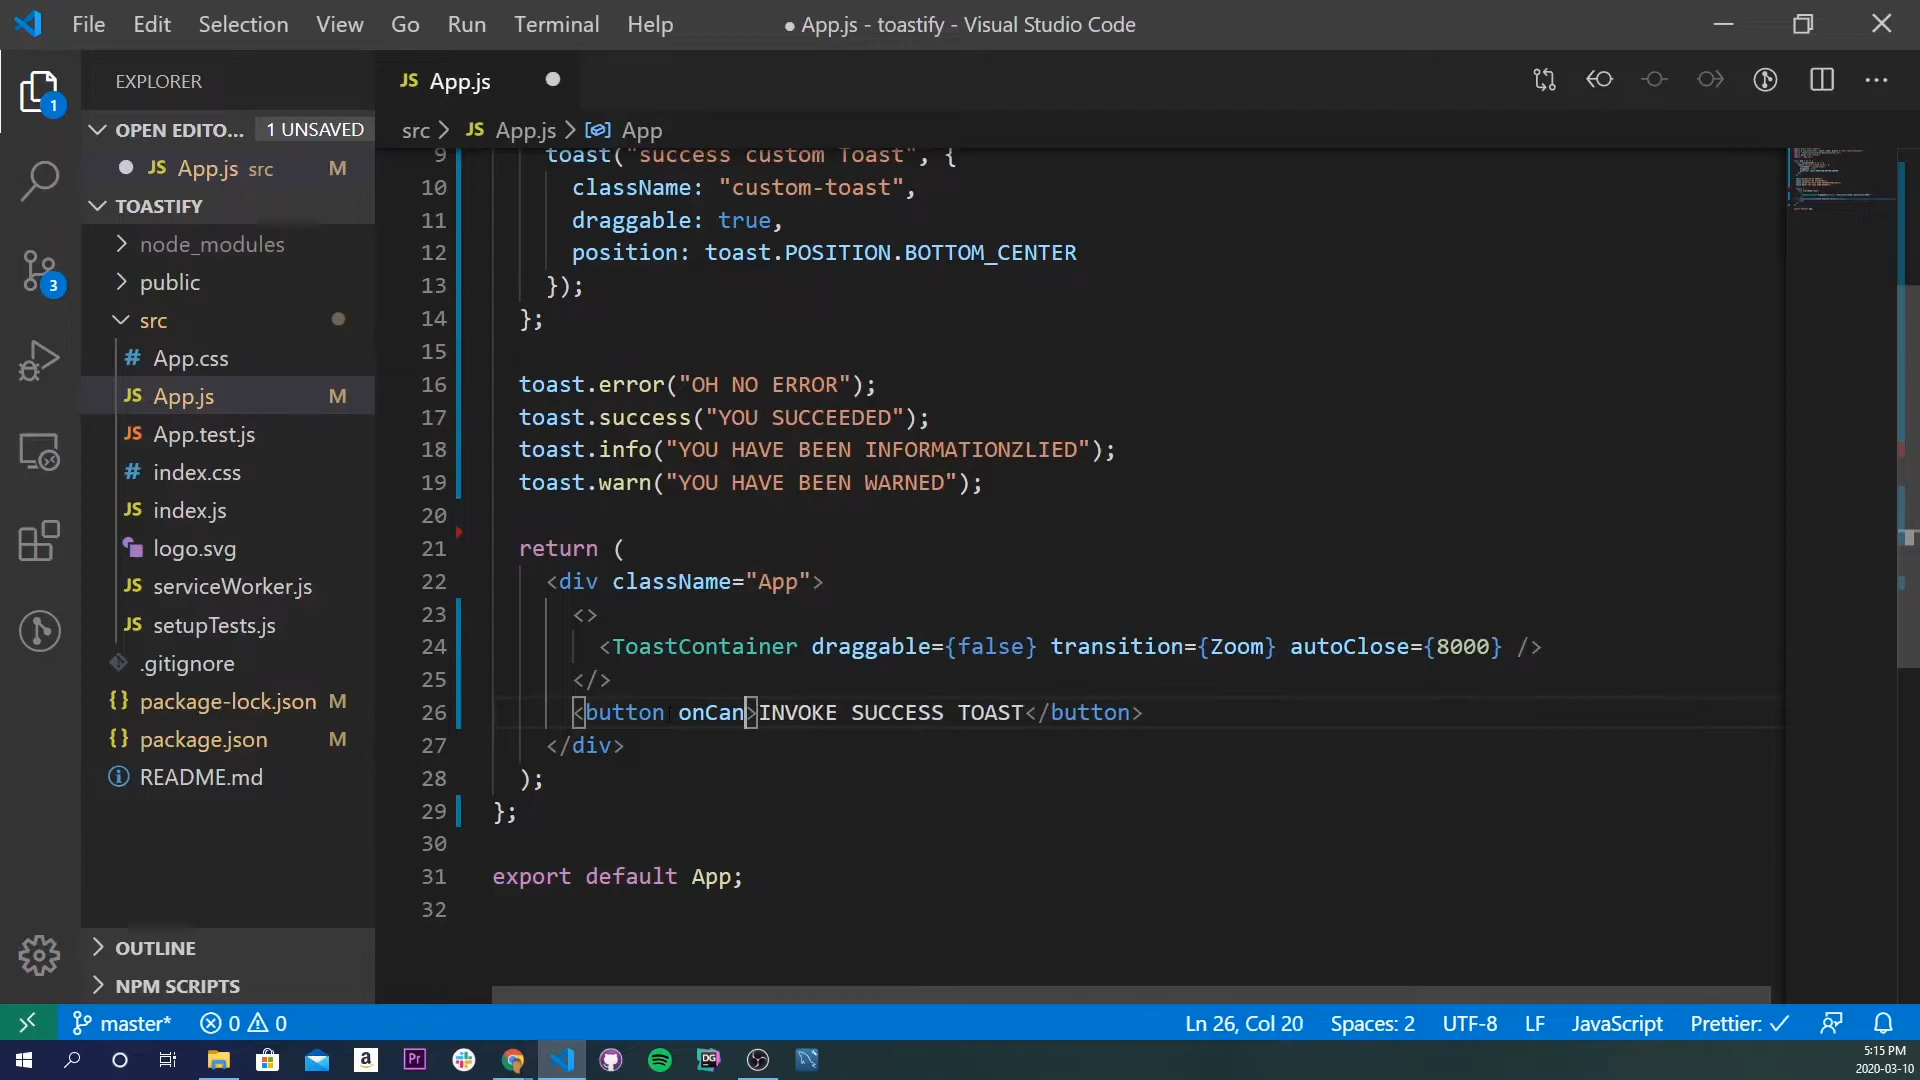 File Edit Selection View Go Run Terminal Help
● App.js - toastify - Visual Studio Code
EXPLORER
JS App.js
OPEN EDITO... 1 UNSAVED
JS App.js src M
src > JS App.js > App
TOASTIFY
node_modules
public
src
# App.css
JS App.js M
JS App.test.js
# index.css
JS index.js
logo.svg
JS serviceWorker.js
JS setupTests.js
.gitignore
{} package-lock.json M
{} package.json M
README.md
OUTLINE
NPM SCRIPTS
1
3
9 toast("success custom Toast", {
10 className: "custom-toast",
11 draggable: true,
12 position: toast.POSITION.BOTTOM_CENTER
13 });
14 };
15
16 toast.error("OH NO ERROR");
17 toast.success("YOU SUCCEEDED");
18 toast.info("YOU HAVE BEEN INFORMATIONZLIED");
19 toast.warn("YOU HAVE BEEN WARNED");
20
21 return (
22 <div className="App">
23 <>
24 <ToastContainer draggable={false} transition={Zoom} autoClose={8000} />
25 </>
26 <button onCan>INVOKE SUCCESS TOAST</button>
27 </div>
28 );
29 };
30
31 export default App;
32
master* 0 0 Ln 26, Col 20 Spaces: 2 UTF-8 LF JavaScript Prettier: ✓
a Pr DG
5:15 PM
2020-03-10